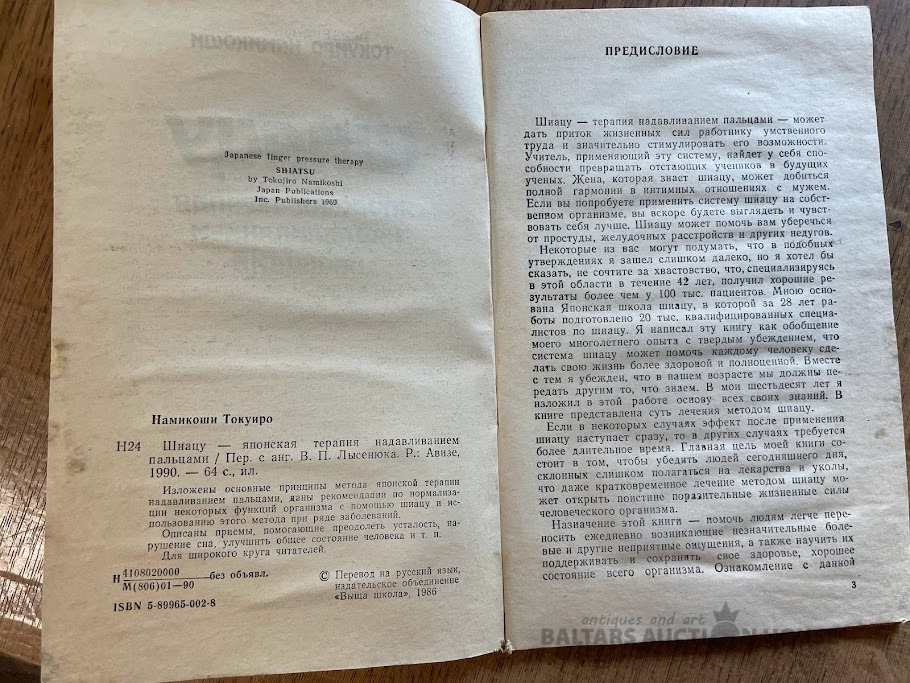 Japanese finger pressure therapy
SHIATSU
by Tokujiro Namikoshi
Japan Publications
Inc. Publishers 1969
Намикоши Токуиро
Н24 Шиацу — японская терапия надавливанием
пальцами / Пер. с анг. В. П. Лысенюка. Р.: Авизе,
1990. — 64 с., ил.
Изложены основные принципы метода японской терапии
надавливанием пальцами, даны рекомендации по нормализации
некоторых функций организма с помощью шиацу и ис-
пользованию этого метода при ряде заболеваний.
Описаны приемы, помогающие преодолеть усталость, на-
рушение сна, улучшить общее состояние человека и т. п.
Для широкого круга читателей.
Н 4108020000 без объявл.
М(806)01—90
© Перевод на русский язык,
издательское объединение
«Выща школа», 1986
ISBN 5-89965-002-8
ПРЕДИСЛОВИЕ
Шиацу — терапия надавливанием пальцами — может
дать приток жизненных сил работнику умственного
труда и значительно стимулировать его возможности.
Учитель, применяющий эту систему, найдет у себя спо-
собности превращать отстающих учеников в будущих
ученых. Жена, которая знает шиацу, может добиться
полной гармонии в интимных отношениях с мужем.
Если вы попробуете применить систему шиацу на соб-
ственном организме, вы вскоре будете выглядеть и чувст-
вовать себя лучше. Шиацу может помочь вам уберечься
от простуды, желудочных расстройств и других недугов.
Некоторые из вас могут подумать, что в подобных
утверждениях я зашел слишком далеко, но я хотел бы
сказать, не сочтите за хвастовство, что, специализируясь
в этой области в течение 42 лет, получил хорошие ре-
зультаты более чем у 100 тыс. пациентов. Мною осно-
вана Японская школа шиацу, в которой за 28 лет ра-
боты подготовлено 20 тыс. квалифицированных специа-
листов по шиацу. Я написал эту книгу как обобщение
моего многолетнего опыта с твердым убеждением, что
система шиацу может помочь каждому человеку сде-
лать свою жизнь более здоровой и полноценной. Вместе
с тем я убежден, что в нашем возрасте мы должны пе-
редать другим то, что знаем. В мои шестьдесят лет я
изложил в этой работе основу всех своих знаний. В
книге представлена суть лечения методом шиацу.
Если в некоторых случаях эффект после применения
шиацу наступает сразу, то в других случаях требуется
более длительное время. Главная цель моей книги со-
стоит в том, чтобы убедить людей сегодняшнего дня,
склонных слишком полагаться на лекарства и уколы,
что даже кратковременное лечение методом шиацу мо-
жет открыть поистине поразительные жизненные силы
человеческого организма.
Назначение этой книги — помочь людям легче пере-
носить ежедневно возникающие незначительные боле-
вые и другие неприятные ощущения, а также научить их
поддерживать и сохранять свое здоровье, хорошее
состояние всего организма. Ознакомление с данной
3
antiques and art
BALTARS AUCTION